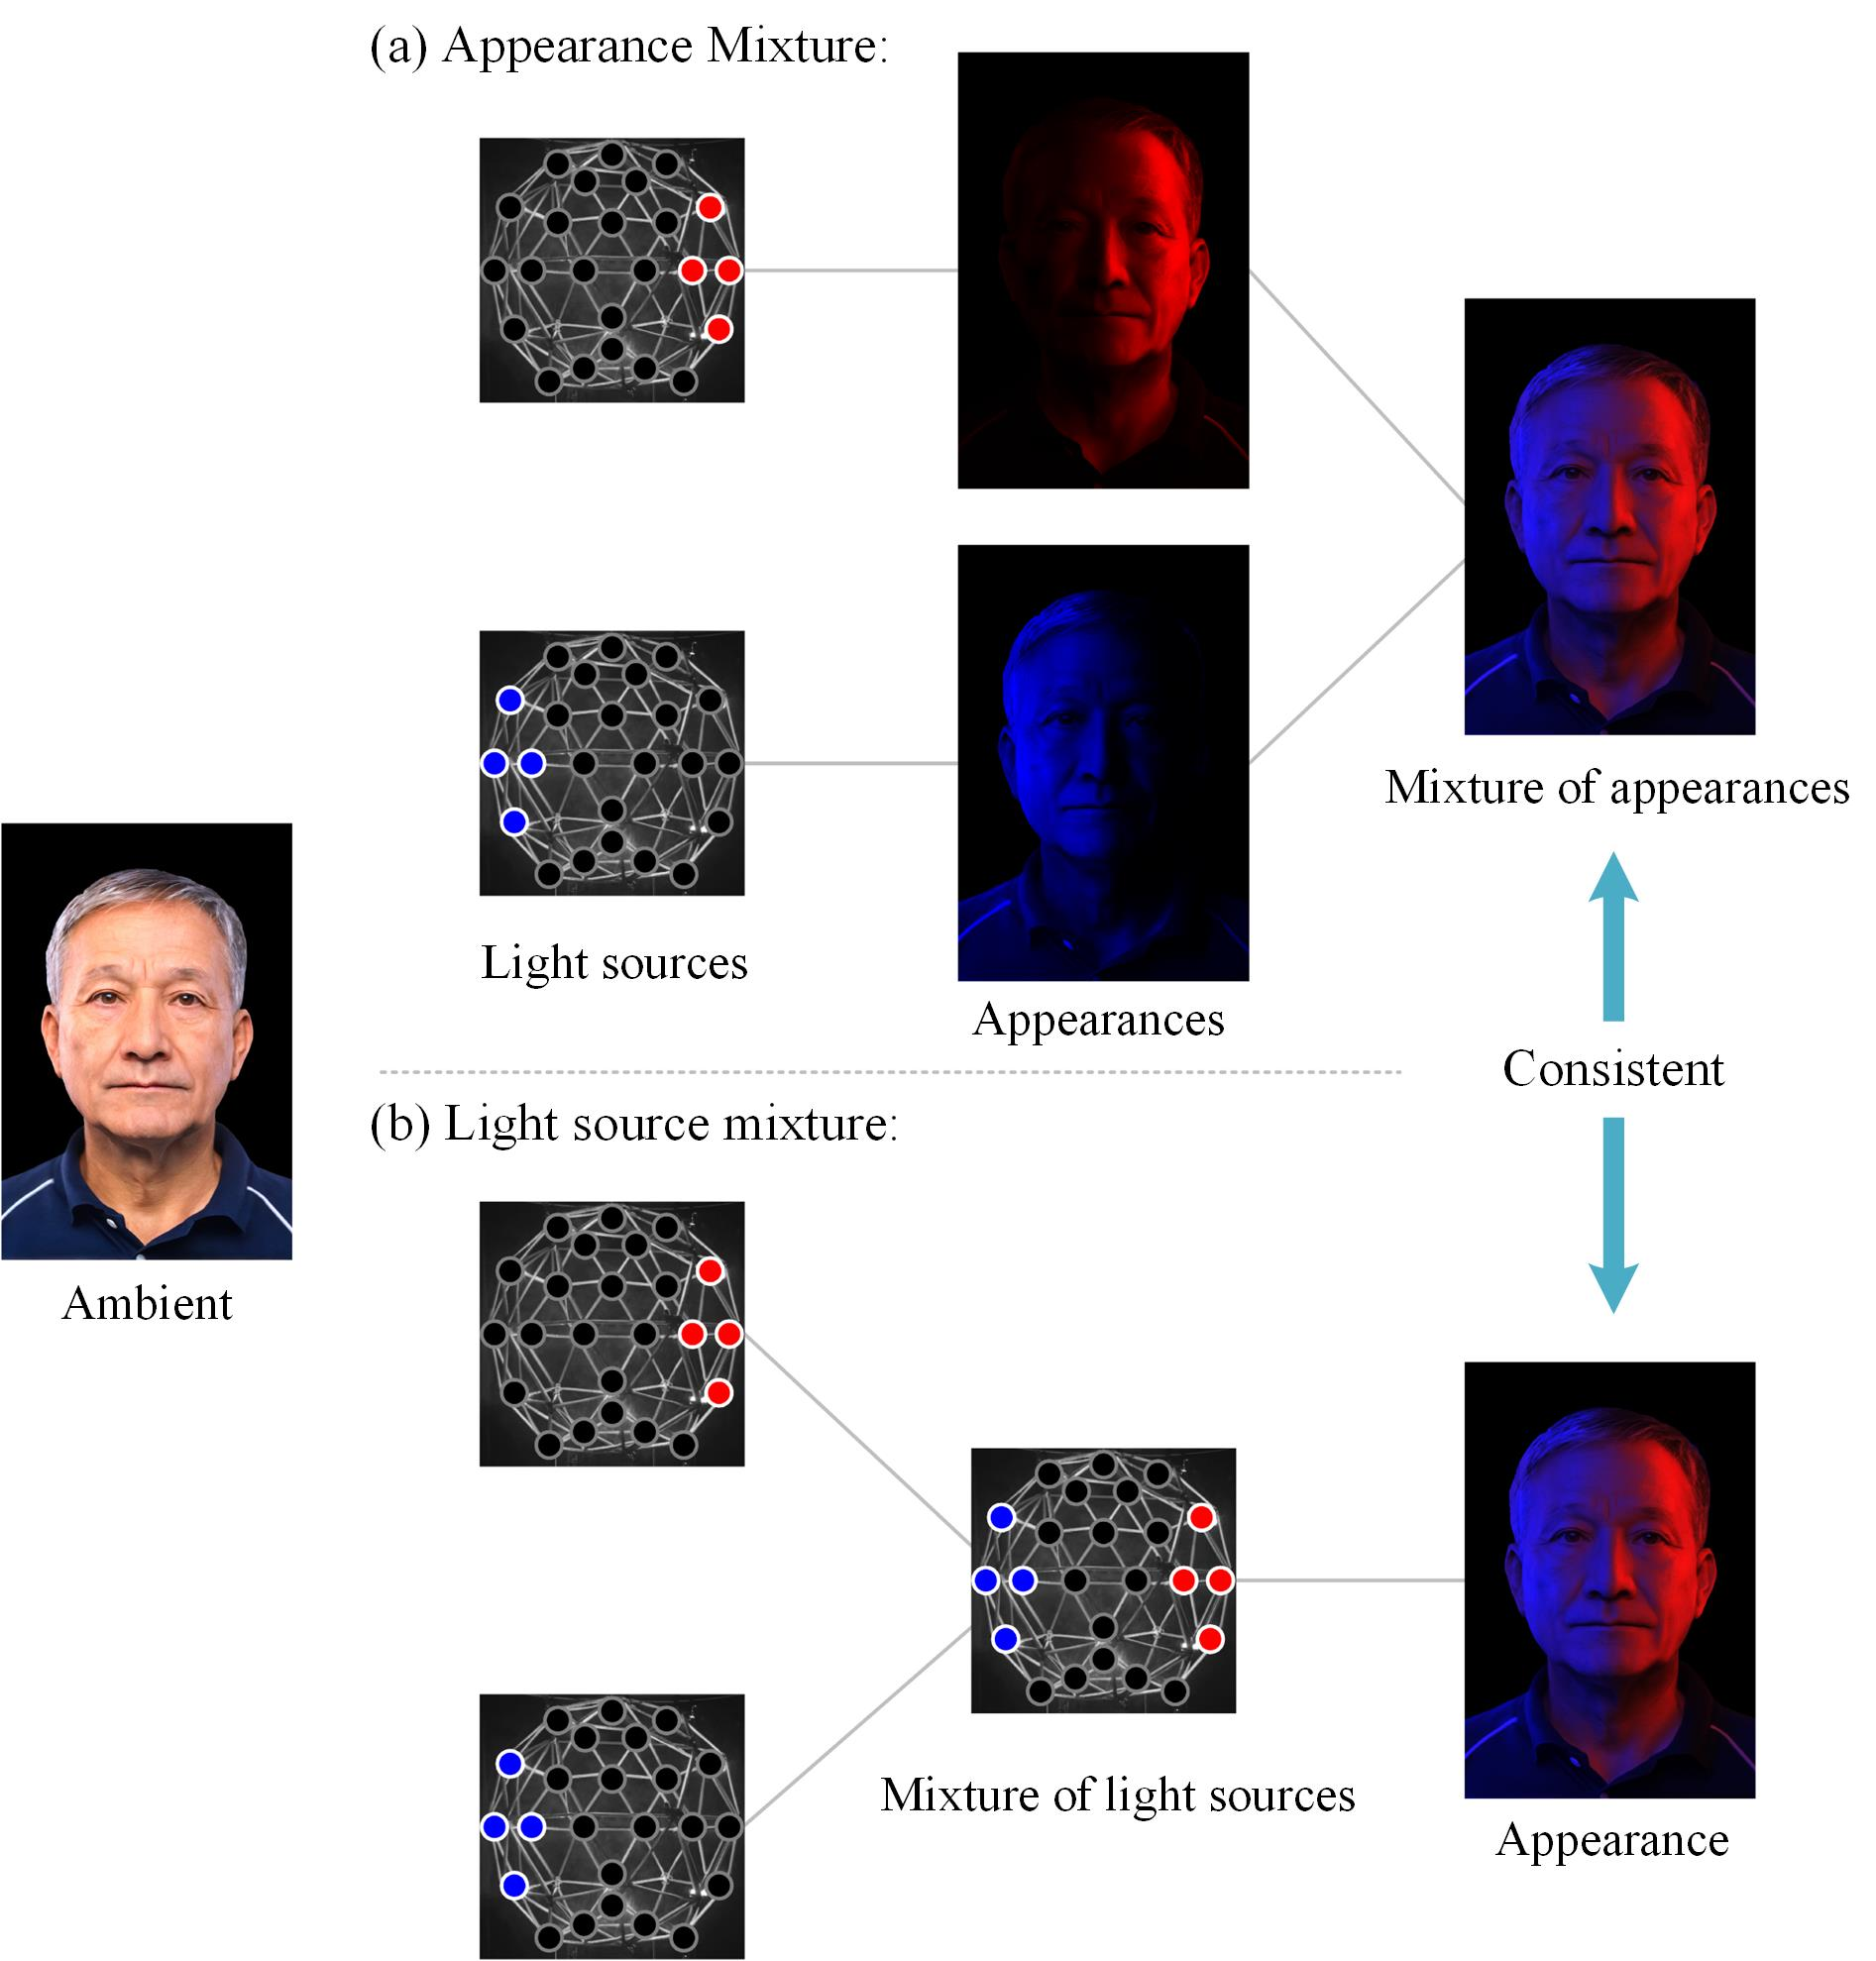 (a) Appearance Mixture:
Mixture of appearances
Light sources
Appearances
Consistent
(b) Light source mixture:
Ambient
Mixture of light sources
Appearance